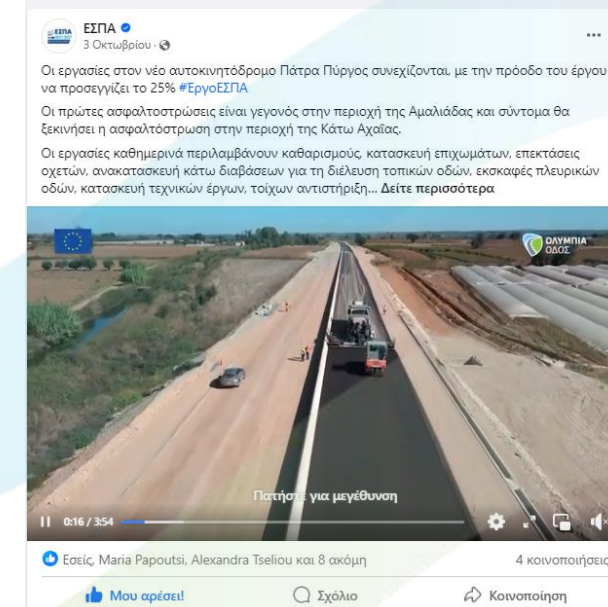 ΕΣΠΑ
3 Οκτωβρίου
Οι εργασίες στον νέο αυτοκινητόδρομο Πάτρα Πύργος συνεχίζονται, με την πρόοδο του έργου
να προσεγγίζει το 25% #ΈργοΕΣΠΑ
Οι πρώτες ασφαλτοστρώσεις είναι γεγονός στην περιοχή της Αμαλιάδας και σύντομα θα
ξεκινήσει η ασφαλτόστρωση στην περιοχή της Κάτω Αχαΐας.
Οι εργασίες καθημερινά περιλαμβάνουν καθαρισμούς, κατασκευή επιχωμάτων, επεκτάσεις
οχετών, ανακατασκευή κάτω διαβάσεων για τη διέλευση τοπικών οδών, εκσκαφές πλευρικών
οδών, κατασκευή τεχνικών έργων, τοίχων αντιστήριξη... Δείτε περισσότερα
ΟΛΥΜΠΙΑ
ΟΔΟΣ
Πατήστε για μεγέθυνση
0:16 / 3:54
Εσείς, Maria Papoutsi, Alexandra Tseliou και 8 ακόμη 4 κοινοποιήσεις
Μου αρέσει! Σχόλιο Κοινοποίηση